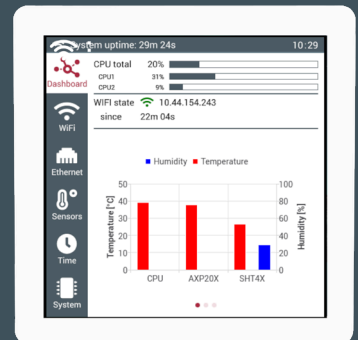 System uptime: 29m 24s 10:29
CPU total 20%
CPU1 31%
CPU2 9%
Dashboard
WIFI state 10.44.154.243
since 22m 04s
WiFi
Ethernet
Sensors
Time
System
Humidity Temperature
Temperature [°C]
50
40
30
20
10
0
100
80
60
40
20
0
Humidity [%]
CPU AXP20X SHT4X